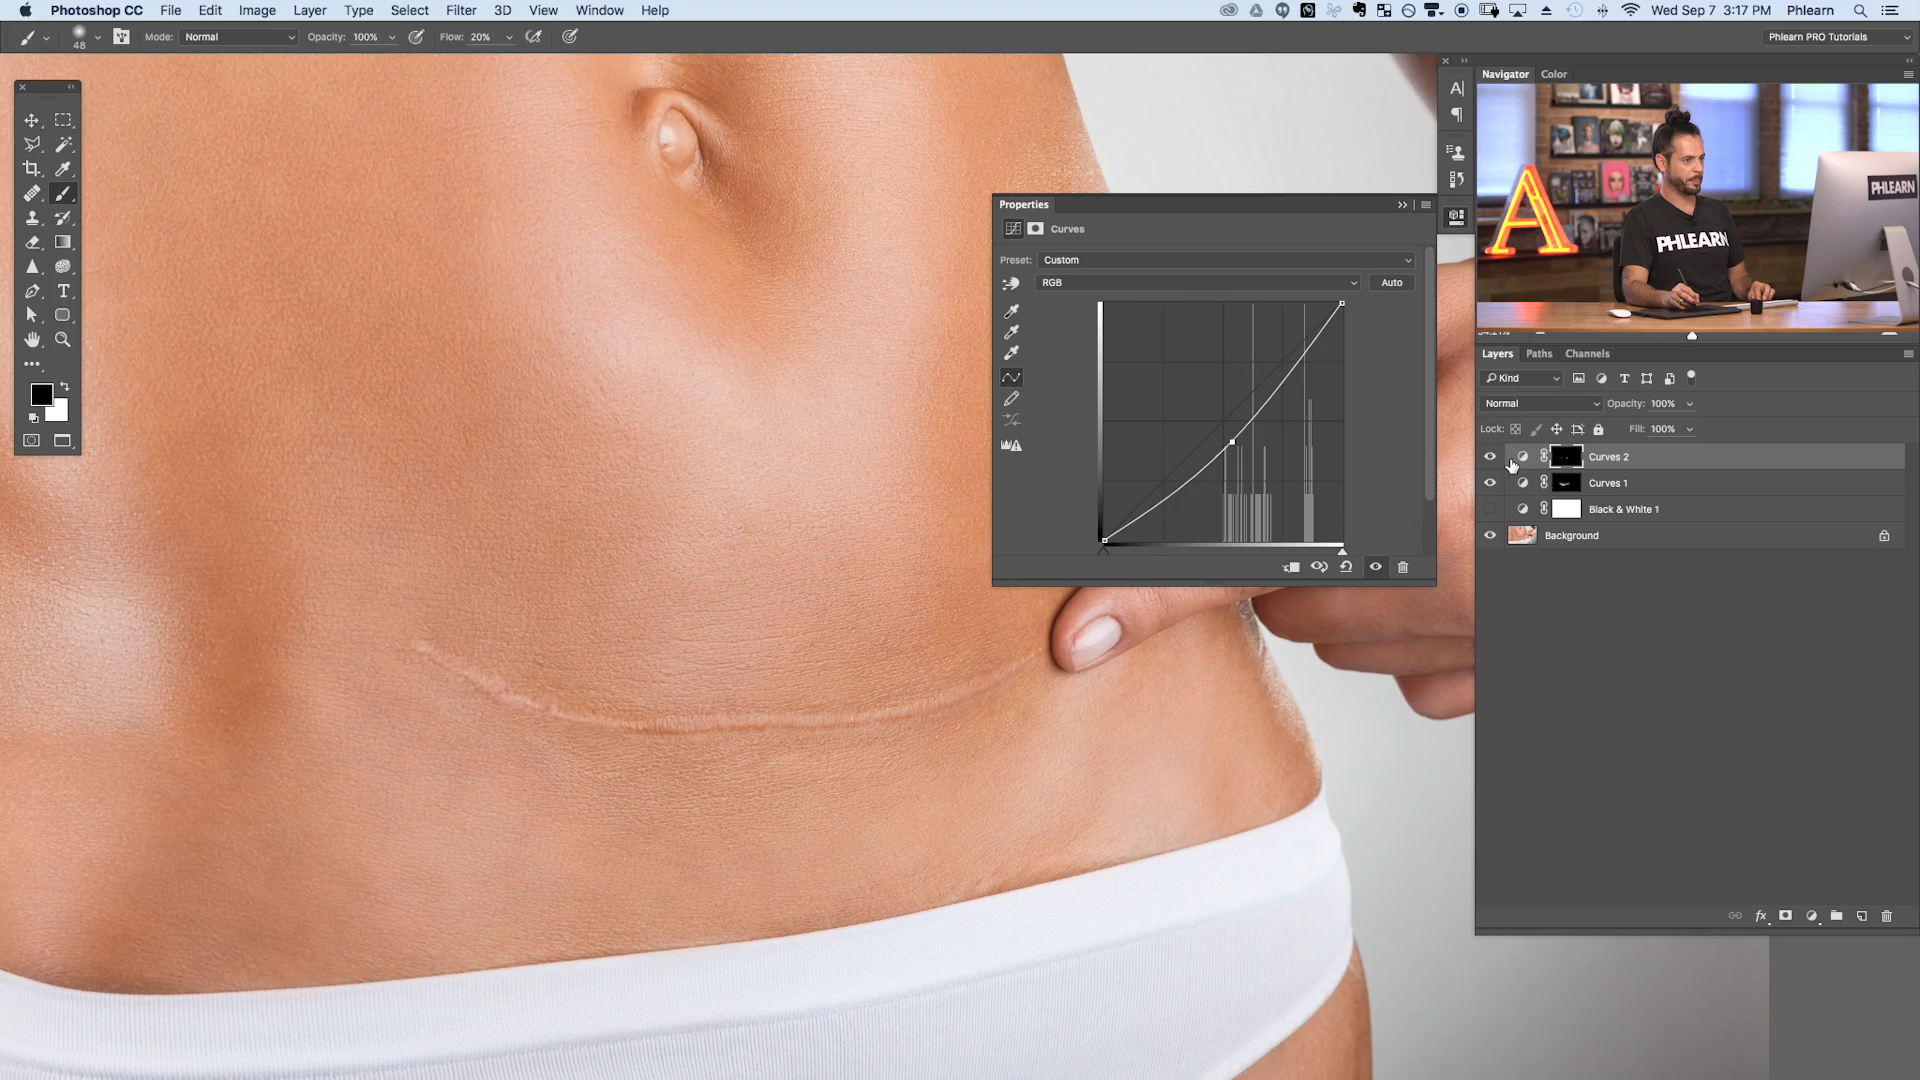 Photoshop CC File Edit Image Layer Type Select Filter 3D View Window Help Wed Sep 7 3:17 PM Phlearn
48 Mode: Normal Opacity: 100% Flow: 20% Phlearn PRO Tutorials
Navigator Color
PHLEARN
PHLEARN
A
Properties
Curves
Preset: Custom
RGB Auto
Layers Paths Channels
Kind
Normal Opacity: 100%
Lock: Fill: 100%
Curves 2
Curves 1
Black & White 1
Background
fx